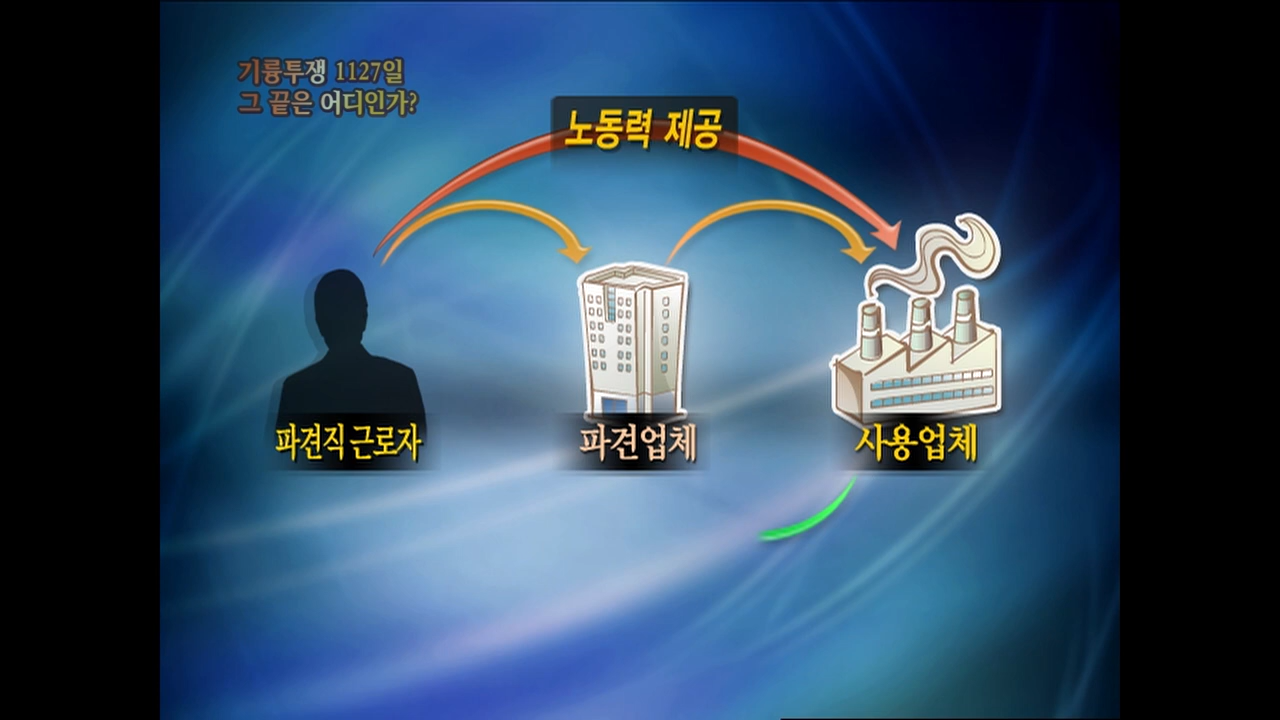 기륭투쟁 1127일
그 끝은 어디인가?
노동력 제공
파견직 근로자
파견업체
사용업체